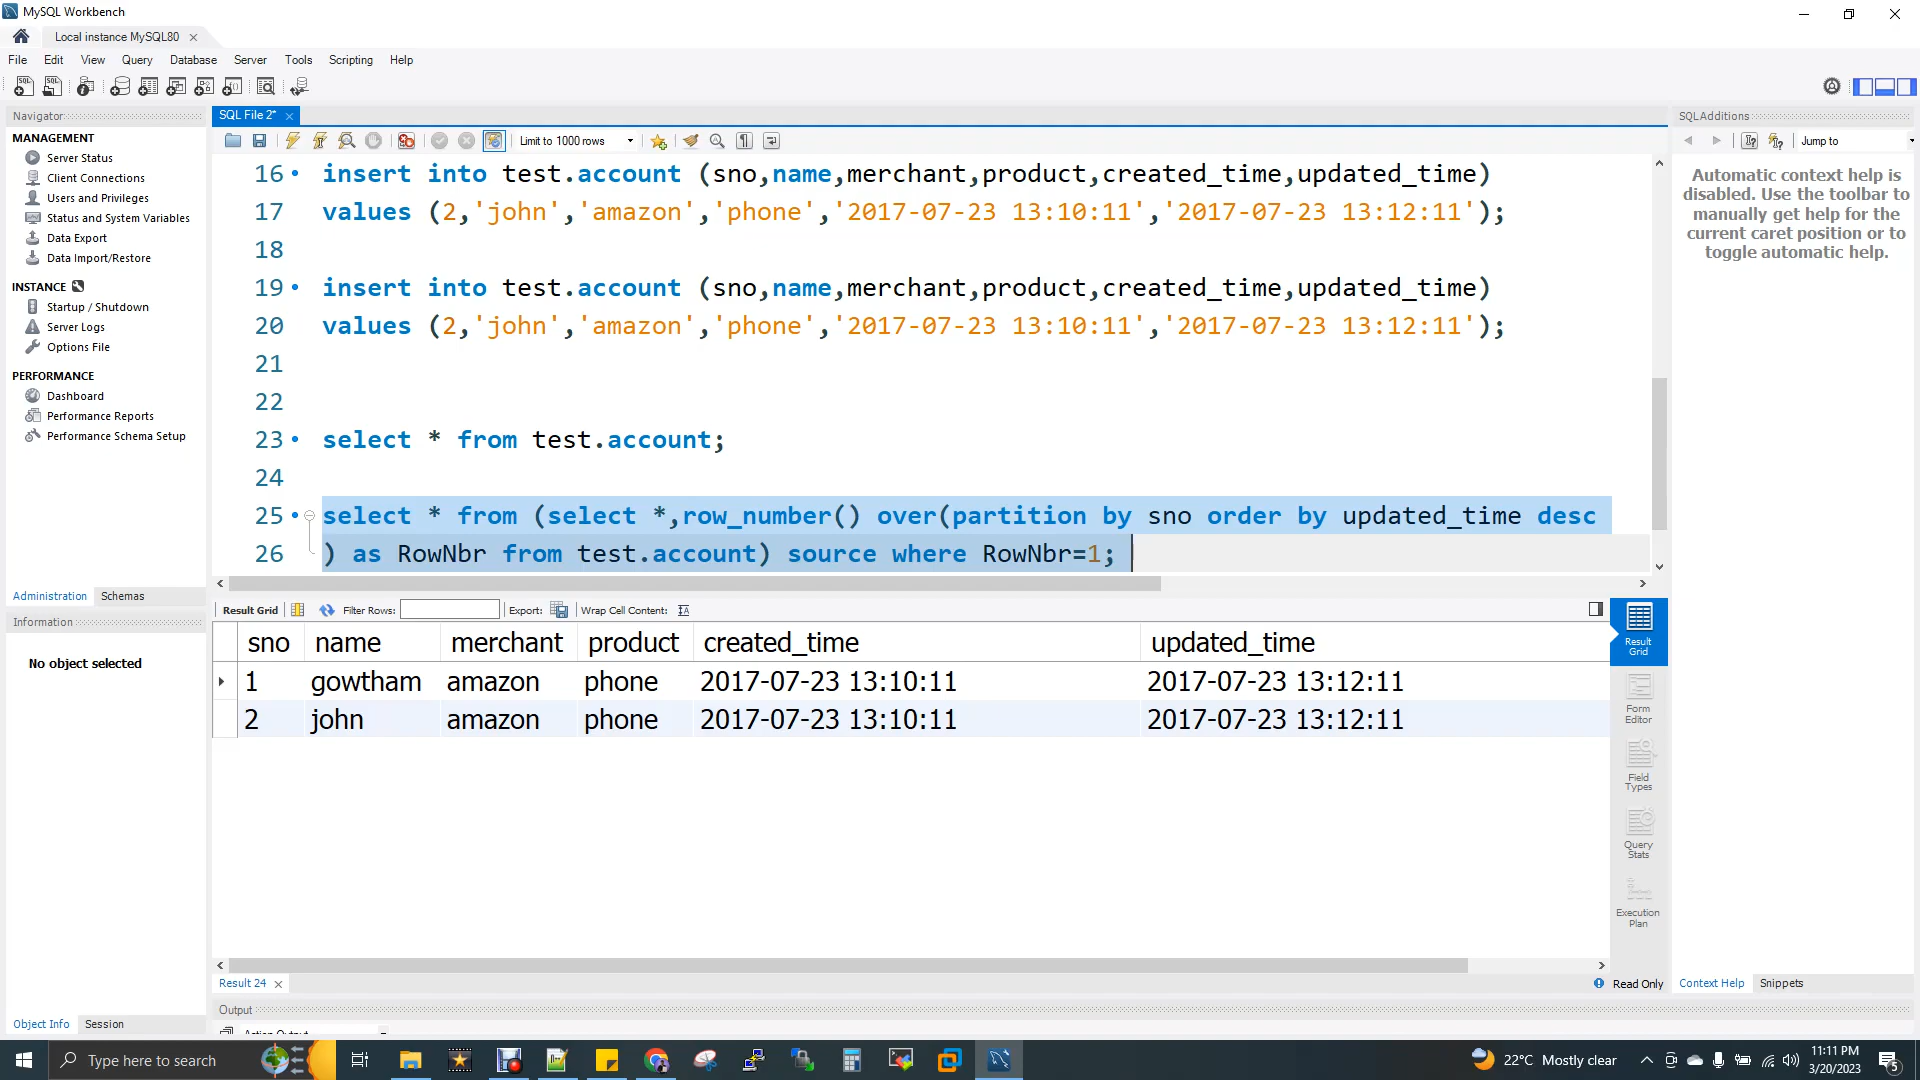 MySQL Workbench
Local instance MySQL80
File Edit View Query Database Server Tools Scripting Help
Navigator
MANAGEMENT
Server Status
Client Connections
Users and Privileges
Status and System Variables
Data Export
Data Import/Restore
INSTANCE
Startup / Shutdown
Server Logs
Options File
PERFORMANCE
Dashboard
Performance Reports
Performance Schema Setup
Administration Schemas
Information
No object selected
Object Info Session
SQL File 2*
Limit to 1000 rows
16 insert into test.account (sno,name,merchant,product,created_time,updated_time)
17 values (2,'john','amazon','phone','2017-07-23 13:10:11','2017-07-23 13:12:11');
18
19 insert into test.account (sno,name,merchant,product,created_time,updated_time)
20 values (2,'john','amazon','phone','2017-07-23 13:10:11','2017-07-23 13:12:11');
21
22
23 select * from test.account;
24
25 select * from (select *,row_number() over(partition by sno order by updated_time desc
26 ) as RowNbr from test.account) source where RowNbr=1;
Result Grid Filter Rows: Export: Wrap Cell Content:
sno name merchant product created_time updated_time
1 gowtham amazon phone 2017-07-23 13:10:11 2017-07-23 13:12:11
2 john amazon phone 2017-07-23 13:10:11 2017-07-23 13:12:11
Result Grid
Form Editor
Field Types
Query Stats
Execution Plan
Result 24
Read Only
Output
Action Output
SQLAdditions
Jump to
Automatic context help is
disabled. Use the toolbar to
manually get help for the
current caret position or to
toggle automatic help.
Context Help Snippets
Type here to search
22°C Mostly clear
11:11 PM
3/20/2023
5